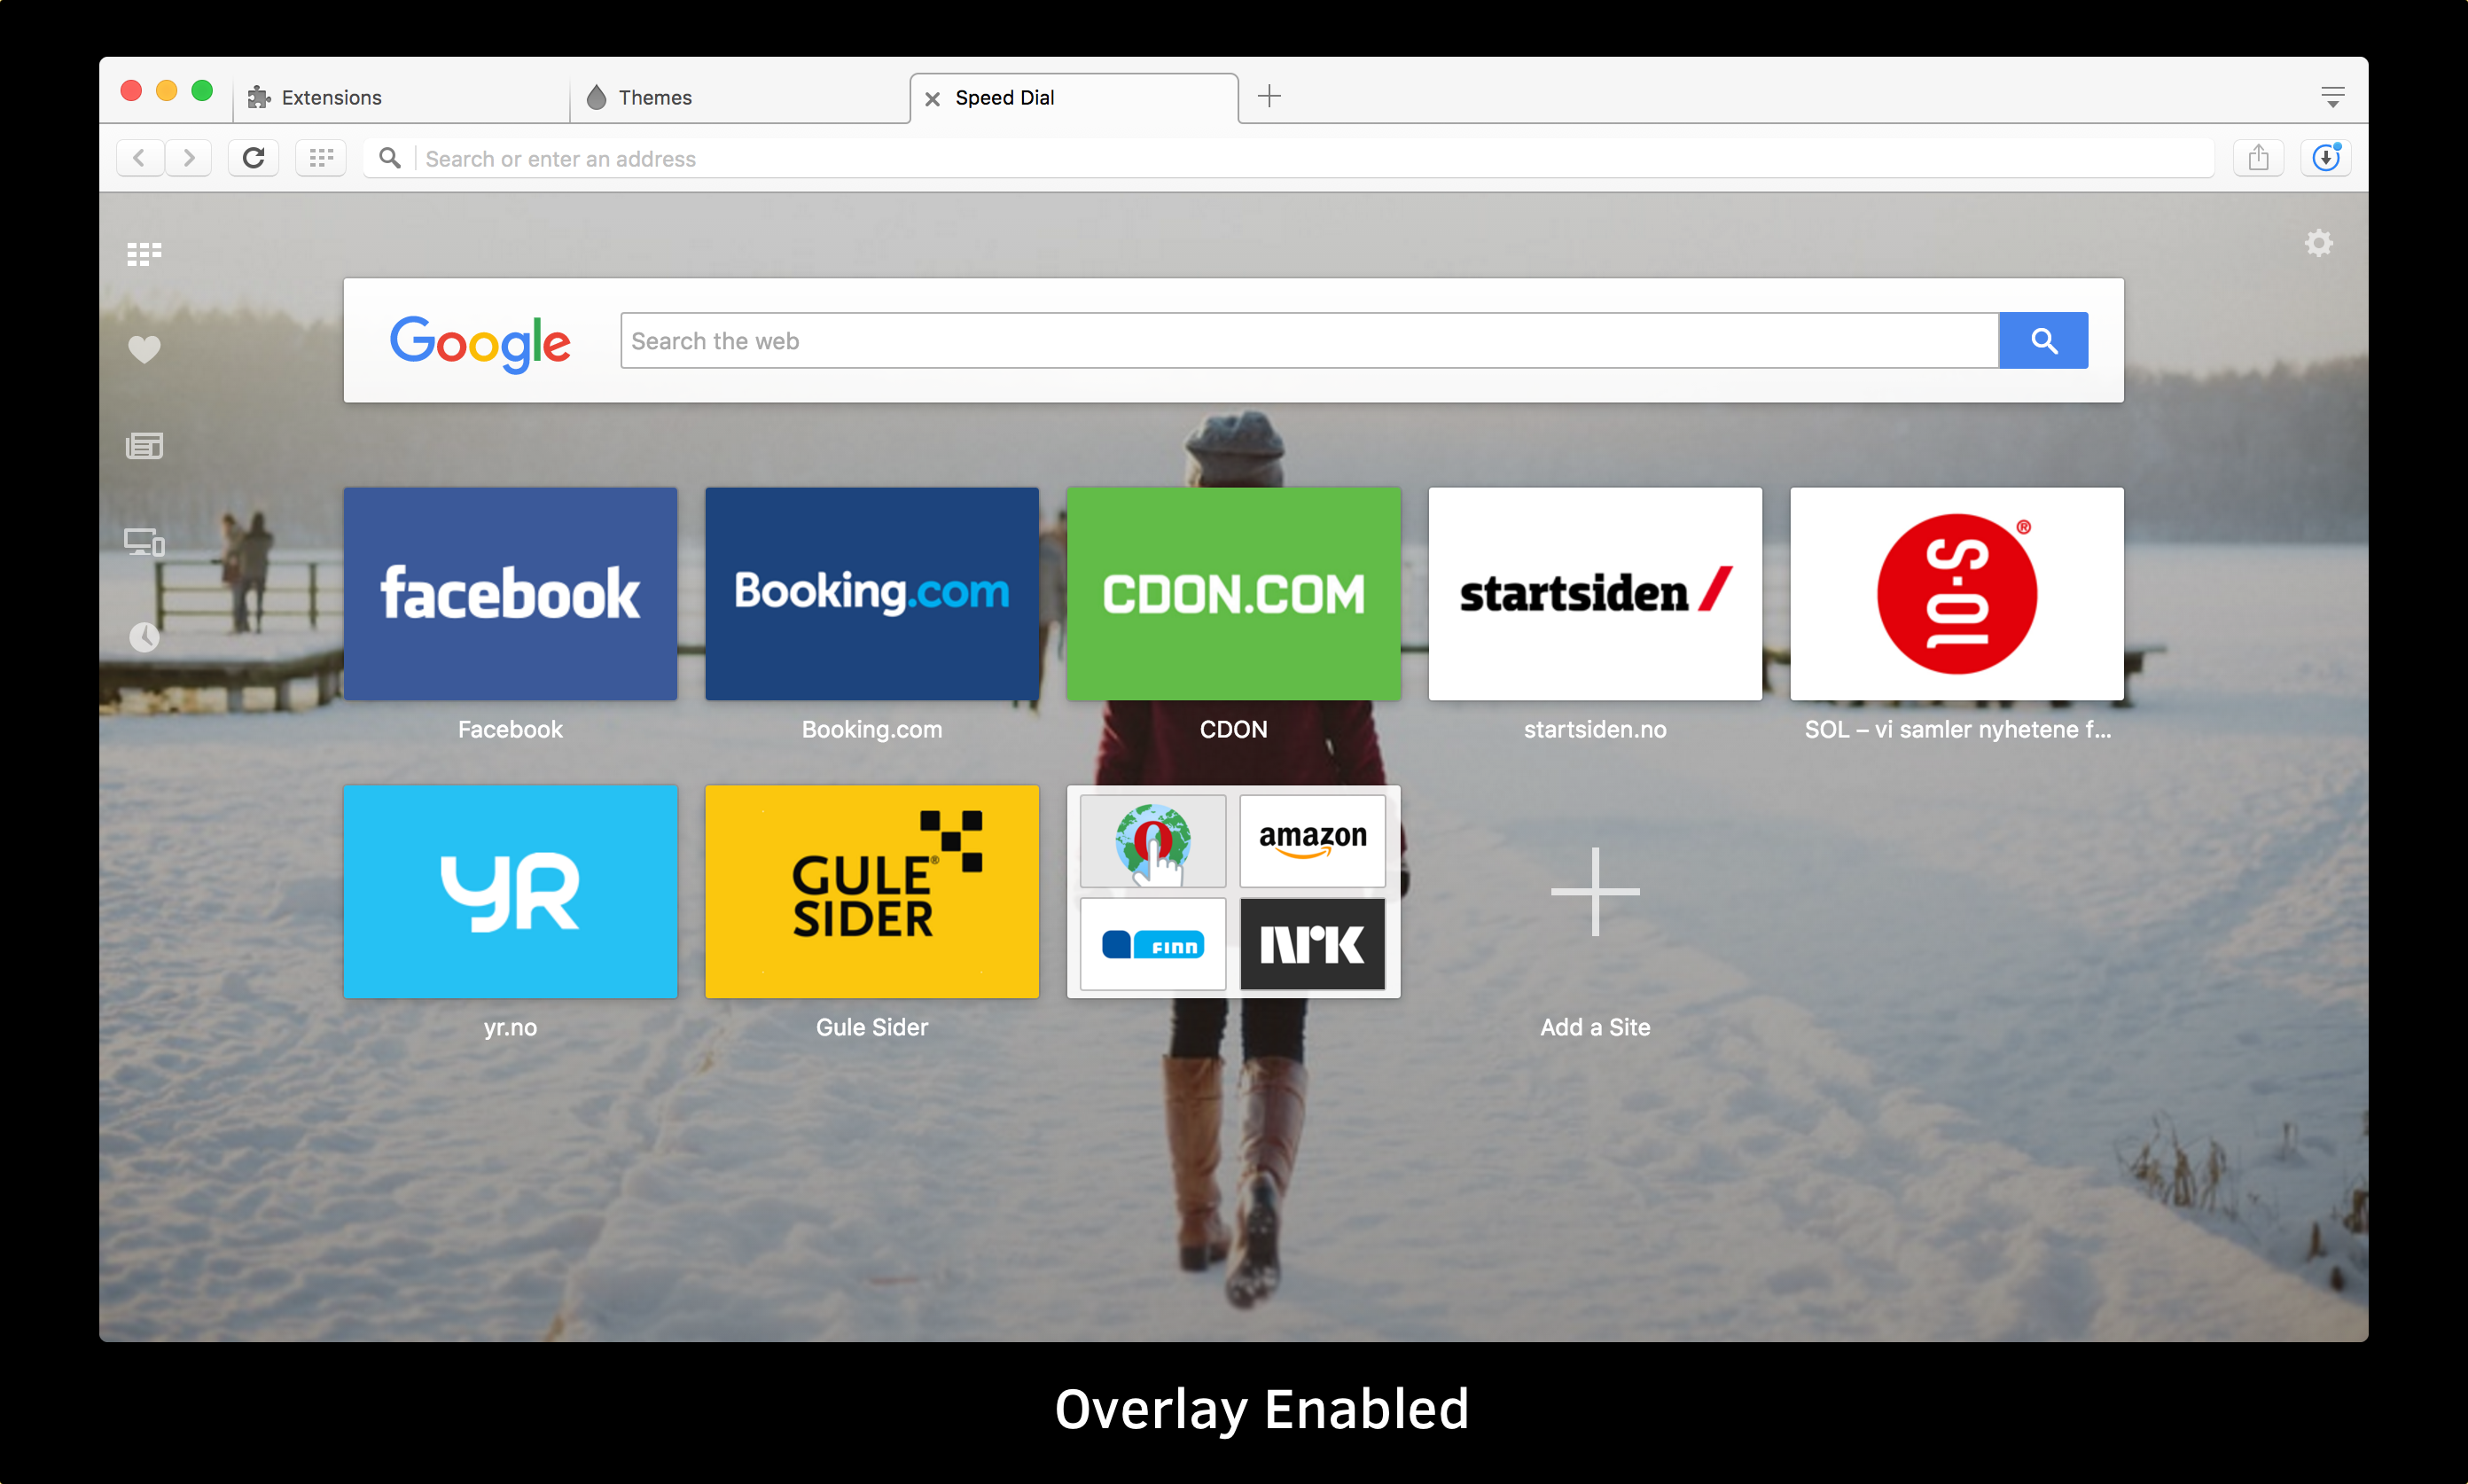 Extensions
Themes
Speed Dial
Search or enter an address
Google
Search the web
facebook
Booking.com
CDON.COM
startsiden
SOL ®
Facebook
Booking.com
CDON
startsiden.no
SOL – vi samler nyhetene f...
yR
GULE
SIDER®
O
amazon
FINN
NRK
yr.no
Gule Sider
Add a Site
Overlay Enabled